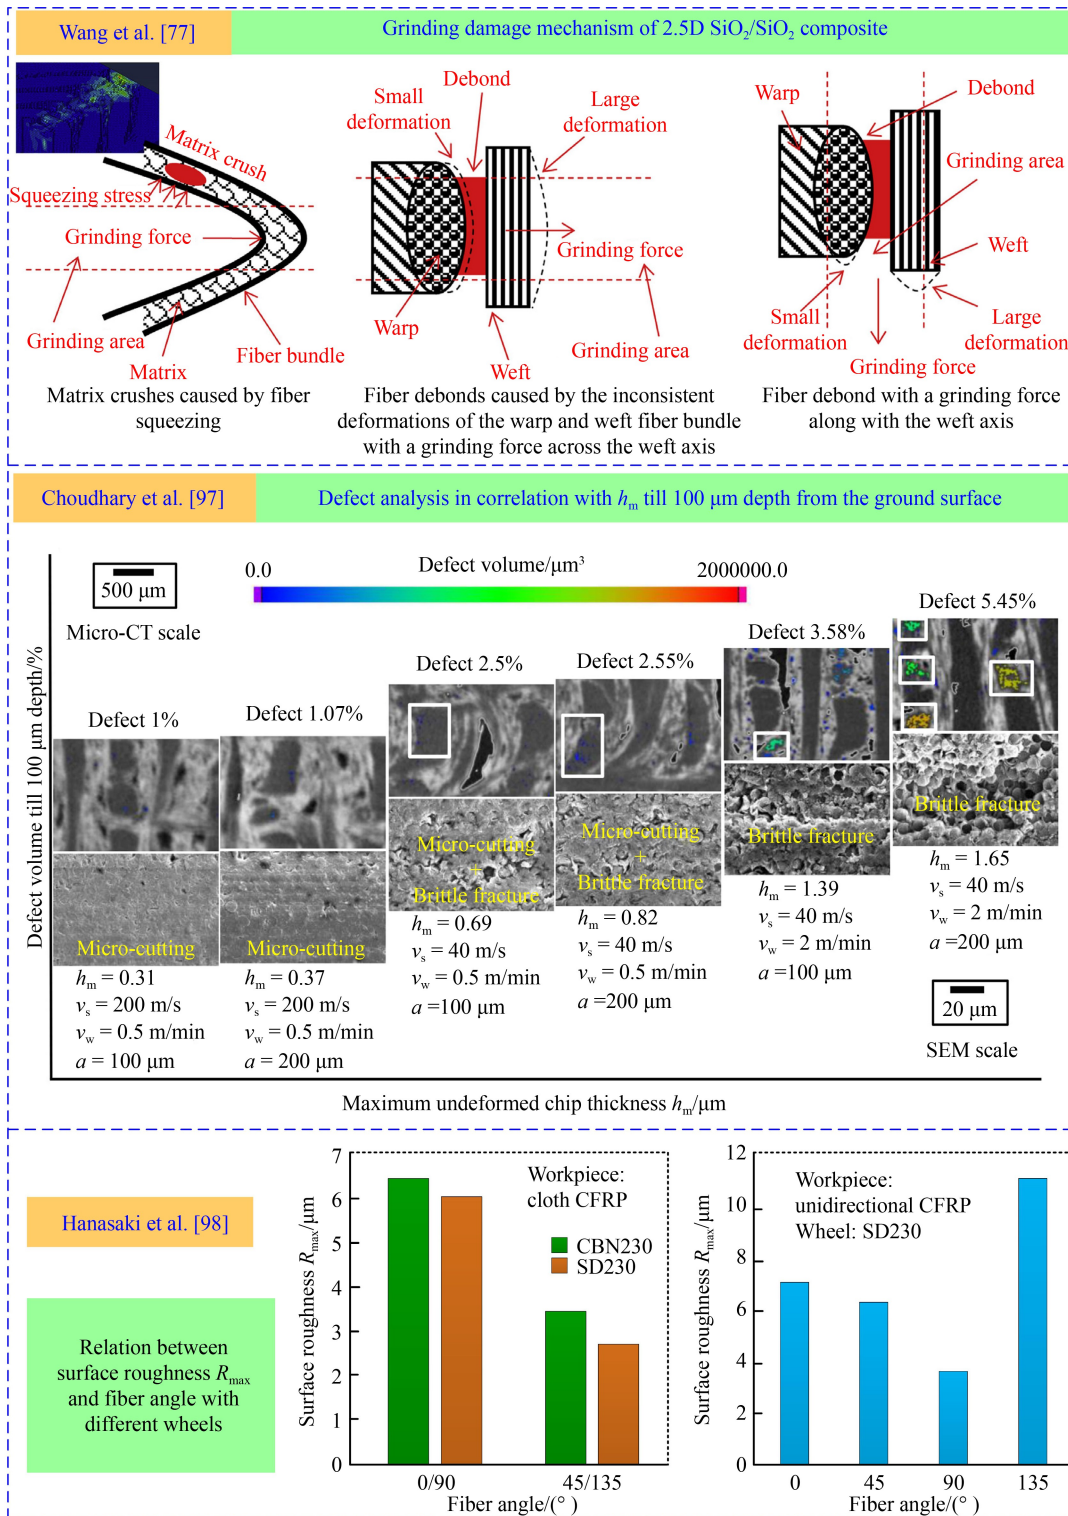 Wang et al. [77]
Grinding damage mechanism of 2.5D SiO₂/SiO₂ composite
Matrix crush
Squeezing stress
Grinding force
Grinding area
Matrix
Fiber bundle
Matrix crushes caused by fiber
squeezing
Small
deformation
Debond
Large
deformation
Grinding force
Warp
Grinding area
Weft
Fiber debonds caused by the inconsistent
deformations of the warp and weft fiber bundle
with a grinding force across the weft axis
Warp
Debond
Grinding area
Weft
Small
deformation
Large
deformation
Grinding force
Fiber debond with a grinding force
along with the weft axis
Choudhary et al. [97]
Defect analysis in correlation with hₘ till 100 μm depth from the ground surface
Defect volume till 100 μm depth/%
500 μm
Micro-CT scale
0.0
Defect volume/μm³
2000000.0
Defect 1%
Micro-cutting
hₘ = 0.31
vₛ = 200 m/s
v_w = 0.5 m/min
a = 100 μm
Defect 1.07%
Micro-cutting
hₘ = 0.37
vₛ = 200 m/s
v_w = 0.5 m/min
a = 200 μm
Defect 2.5%
Micro-cutting
+
Brittle fracture
hₘ = 0.69
vₛ = 40 m/s
v_w = 0.5 m/min
a =100 μm
Defect 2.55%
Micro-cutting
+
Brittle fracture
hₘ = 0.82
vₛ = 40 m/s
v_w = 0.5 m/min
a =200 μm
Defect 3.58%
Brittle fracture
hₘ = 1.39
vₛ = 40 m/s
v_w = 2 m/min
a =100 μm
Defect 5.45%
Brittle fracture
hₘ = 1.65
vₛ = 40 m/s
v_w = 2 m/min
a =200 μm
20 μm
SEM scale
Maximum undeformed chip thickness hₘ/μm
Hanasaki et al. [98]
Relation between
surface roughness R_max
and fiber angle with
different wheels
Surface roughness R_max/μm
7
6
5
4
3
2
1
0
Workpiece:
cloth CFRP
CBN230
SD230
0/90
45/135
Fiber angle/(° )
Surface roughness R_max/μm
12
10
8
6
4
2
0
Workpiece:
unidirectional CFRP
Wheel: SD230
0
45
90
135
Fiber angle/(° )